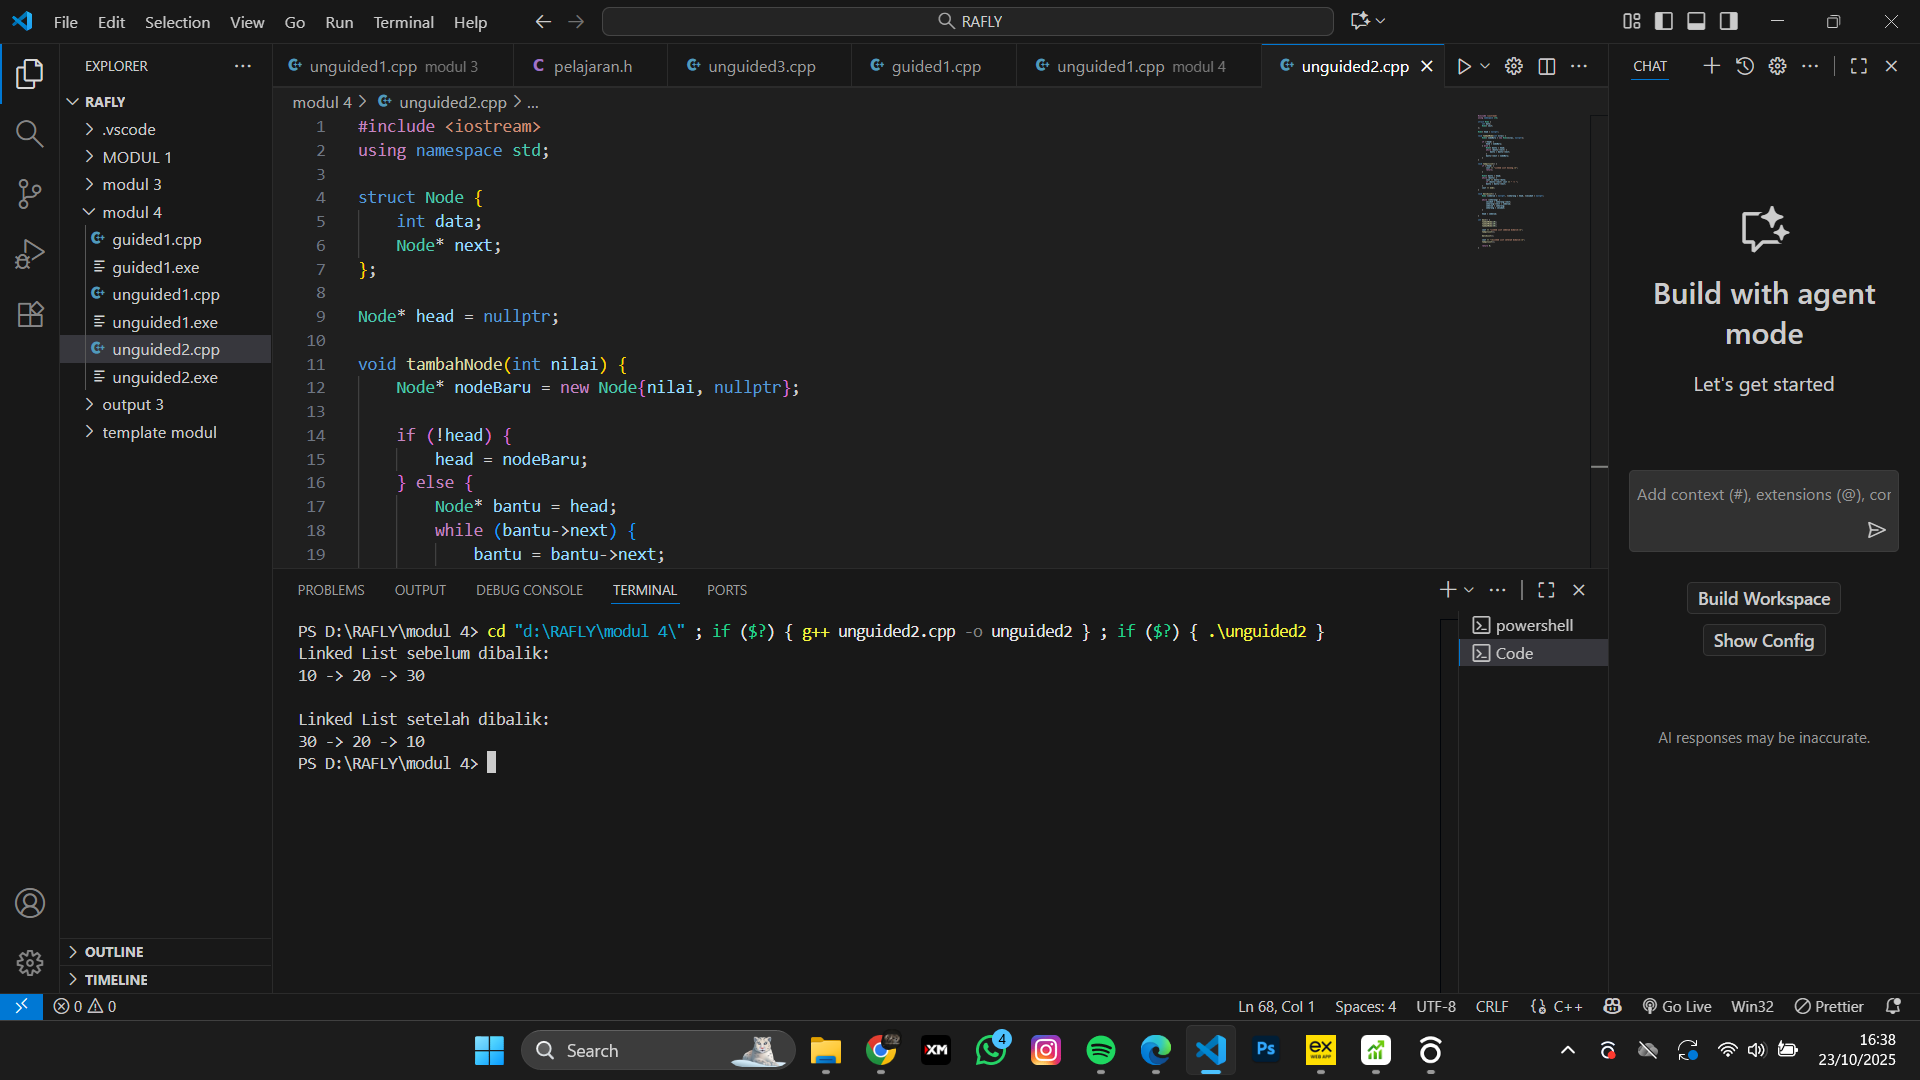 File Edit Selection View Go Run Terminal Help
RAFLY
EXPLORER
RAFLY
.vscode
MODUL 1
modul 3
modul 4
guided1.cpp
guided1.exe
unguided1.cpp
unguided1.exe
unguided2.cpp
unguided2.exe
output 3
template modul
OUTLINE
TIMELINE
unguided1.cpp modul 3
pelajaran.h
unguided3.cpp
guided1.cpp
unguided1.cpp modul 4
unguided2.cpp
modul 4 > unguided2.cpp > ...
1 #include <iostream>
2 using namespace std;
3
4 struct Node {
5 int data;
6 Node* next;
7 };
8
9 Node* head = nullptr;
10
11 void tambahNode(int nilai) {
12 Node* nodeBaru = new Node{nilai, nullptr};
13
14 if (!head) {
15 head = nodeBaru;
16 } else {
17 Node* bantu = head;
18 while (bantu->next) {
19 bantu = bantu->next;
PROBLEMS OUTPUT DEBUG CONSOLE TERMINAL PORTS
PS D:\RAFLY\modul 4> cd "d:\RAFLY\modul 4\" ; if ($?) { g++ unguided2.cpp -o unguided2 } ; if ($?) { .\unguided2 }
Linked List sebelum dibalik:
10 -> 20 -> 30
Linked List setelah dibalik:
30 -> 20 -> 10
PS D:\RAFLY\modul 4>
powershell
Code
CHAT
Build with agent
mode
Let's get started
Add context (#), extensions (@), cor
Build Workspace
Show Config
AI responses may be inaccurate.
0 0
Ln 68, Col 1 Spaces: 4 UTF-8 CRLF {} C++ Go Live Win32 Prettier
Search
XM
4
Ps
EX
WEB APP
16:38
23/10/2025